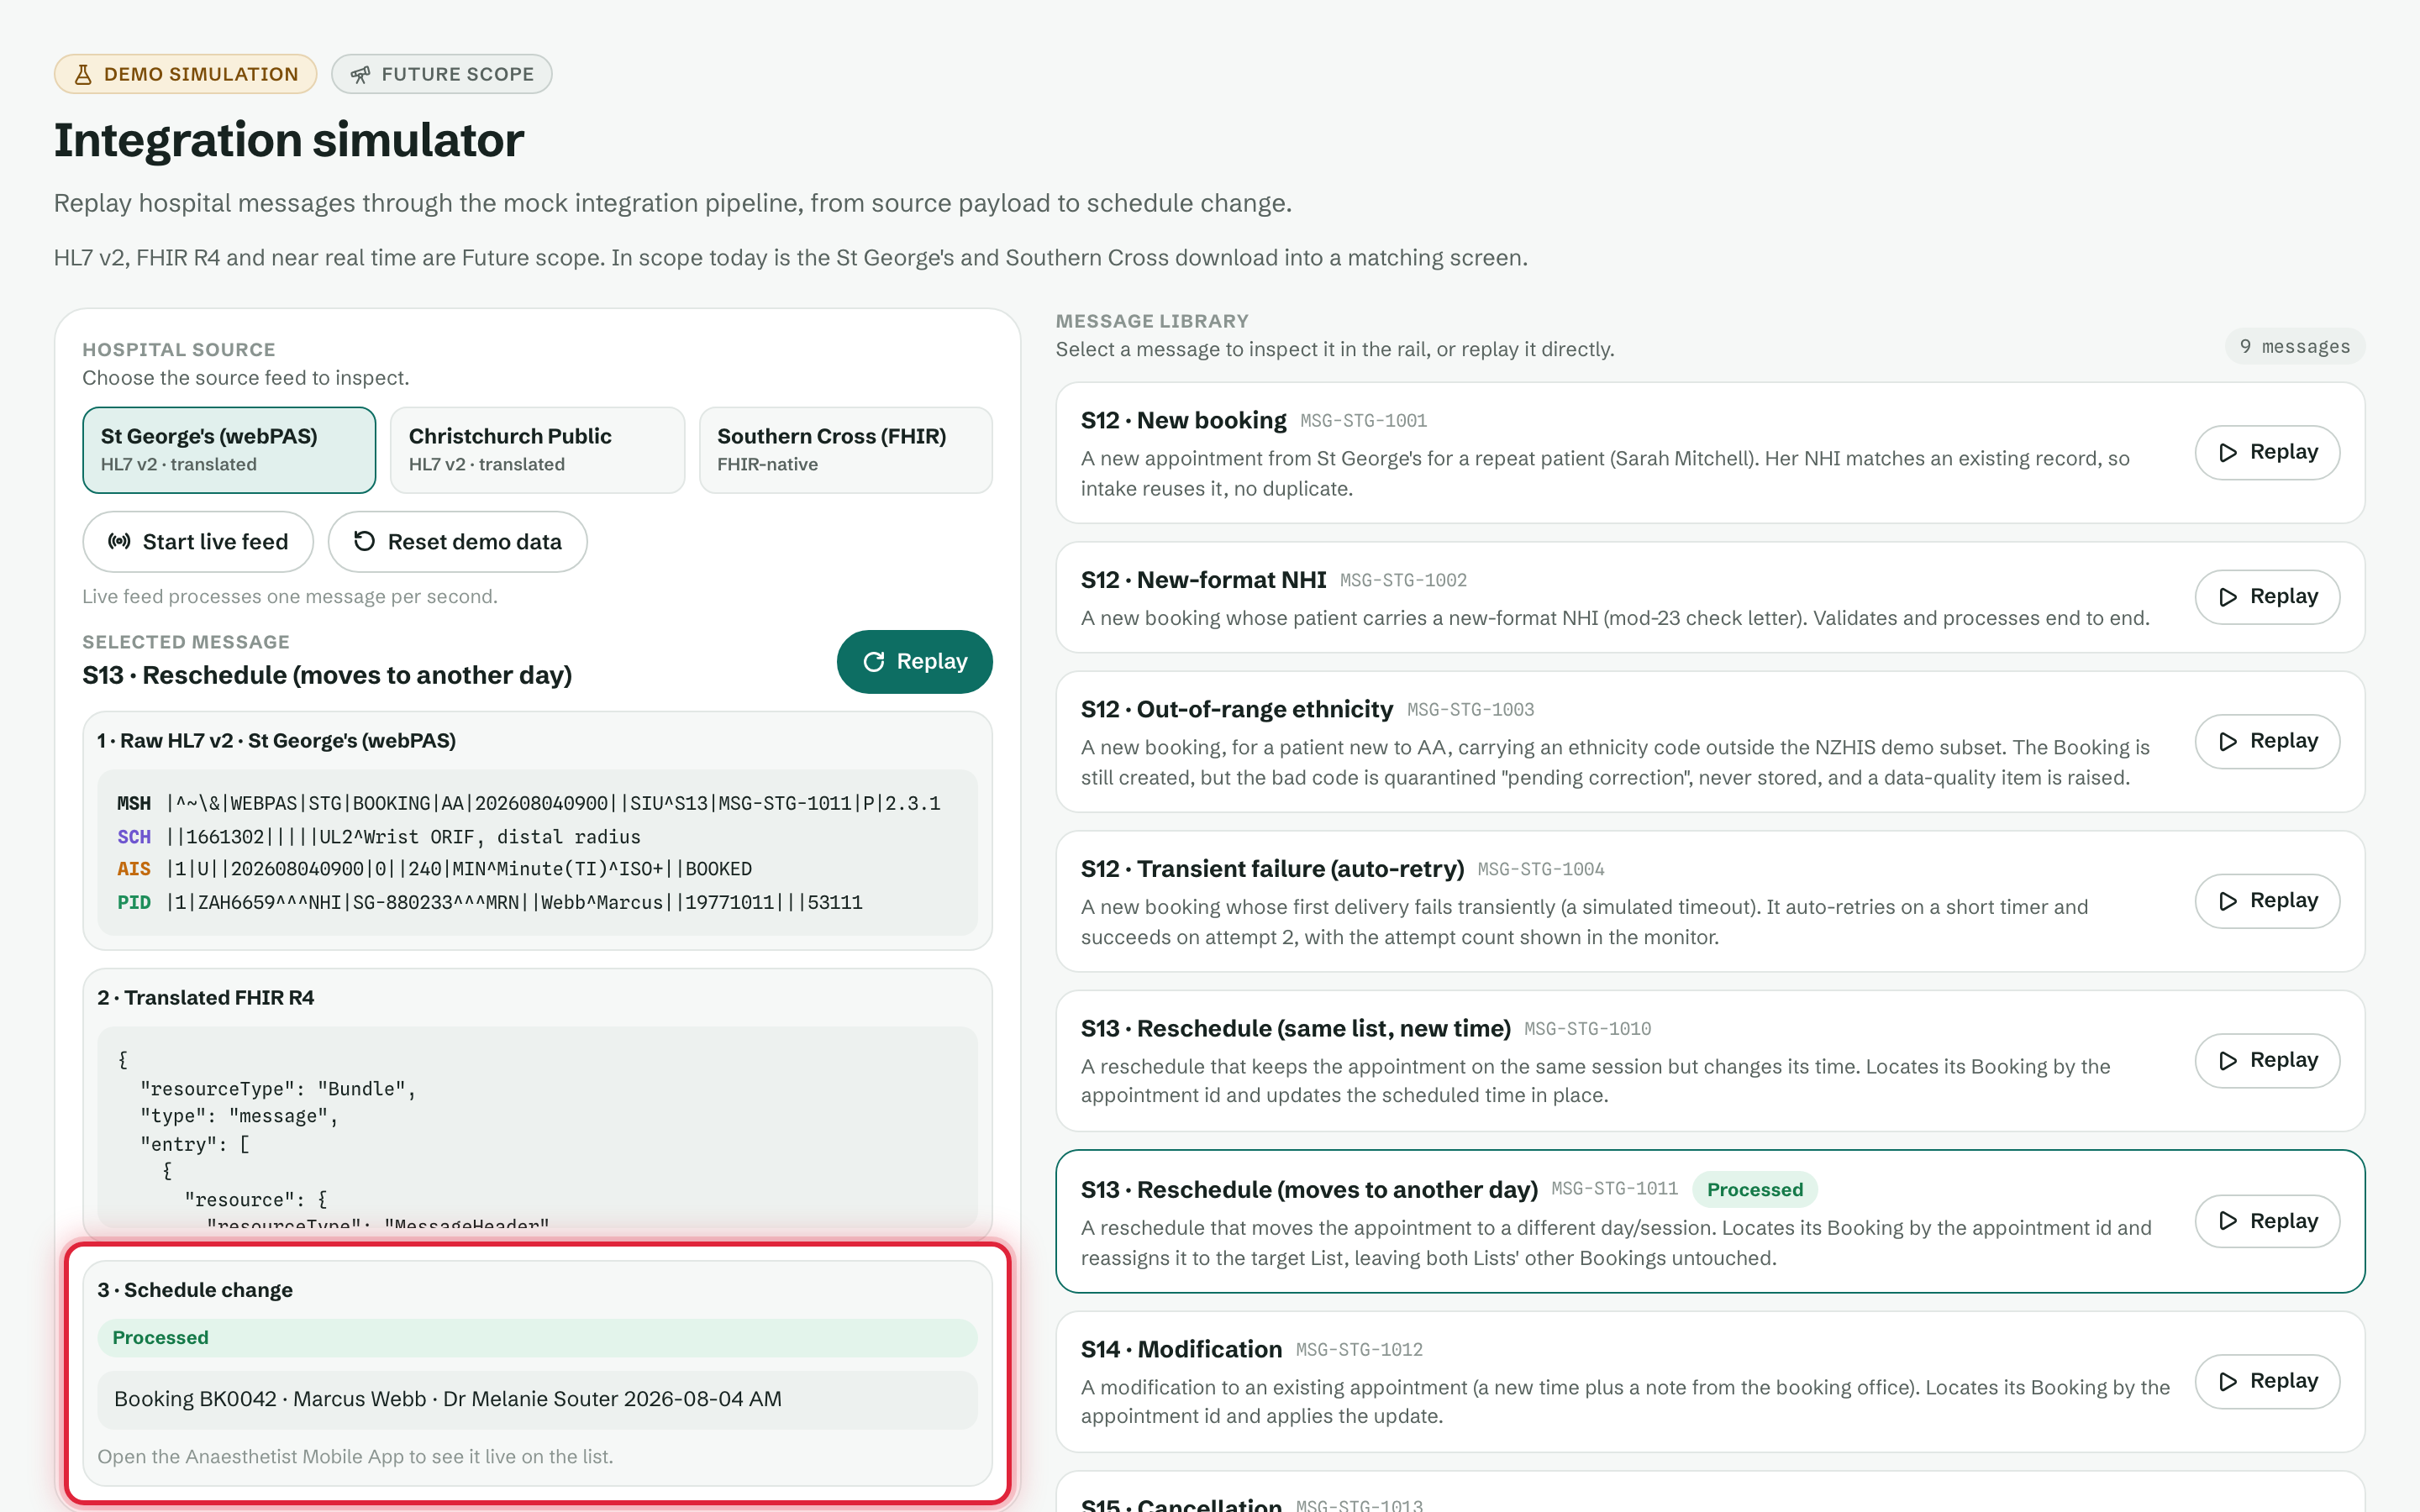 DEMO SIMULATION
FUTURE SCOPE
Integration simulator
Replay hospital messages through the mock integration pipeline, from source payload to schedule change.
HL7 v2, FHIR R4 and near real time are Future scope. In scope today is the St George's and Southern Cross download into a matching screen.
HOSPITAL SOURCE
Choose the source feed to inspect.
St George's (webPAS)
HL7 v2 · translated
Christchurch Public
HL7 v2 · translated
Southern Cross (FHIR)
FHIR-native
Start live feed
Reset demo data
Live feed processes one message per second.
SELECTED MESSAGE
S13 · Reschedule (moves to another day)
Replay
1 · Raw HL7 v2 · St George's (webPAS)
MSH |^~\&|WEBPAS|STG|BOOKING|AA|202608040900||SIU^S13|MSG-STG-1011|P|2.3.1
SCH ||1661302|||||UL2^Wrist ORIF, distal radius
AIS |1|U||202608040900|0||240|MIN^Minute(TI)^ISO+||BOOKED
PID |1|ZAH6659^^^NHI|SG-880233^^^MRN||Webb^Marcus||19771011|||53111
2 · Translated FHIR R4
{
"resourceType": "Bundle",
"type": "message",
"entry": [
{
"resource": {
"resourceType": "MessageHeader"
3 · Schedule change
Processed
Booking BK0042 · Marcus Webb · Dr Melanie Souter 2026-08-04 AM
Open the Anaesthetist Mobile App to see it live on the list.
MESSAGE LIBRARY
Select a message to inspect it in the rail, or replay it directly.
9 messages
S12 · New booking MSG-STG-1001
A new appointment from St George's for a repeat patient (Sarah Mitchell). Her NHI matches an existing record, so
intake reuses it, no duplicate.
Replay
S12 · New-format NHI MSG-STG-1002
A new booking whose patient carries a new-format NHI (mod-23 check letter). Validates and processes end to end.
Replay
S12 · Out-of-range ethnicity MSG-STG-1003
A new booking, for a patient new to AA, carrying an ethnicity code outside the NZHIS demo subset. The Booking is
still created, but the bad code is quarantined "pending correction", never stored, and a data-quality item is raised.
Replay
S12 · Transient failure (auto-retry) MSG-STG-1004
A new booking whose first delivery fails transiently (a simulated timeout). It auto-retries on a short timer and
succeeds on attempt 2, with the attempt count shown in the monitor.
Replay
S13 · Reschedule (same list, new time) MSG-STG-1010
A reschedule that keeps the appointment on the same session but changes its time. Locates its Booking by the
appointment id and updates the scheduled time in place.
Replay
S13 · Reschedule (moves to another day) MSG-STG-1011 Processed
A reschedule that moves the appointment to a different day/session. Locates its Booking by the appointment id and
reassigns it to the target List, leaving both Lists' other Bookings untouched.
Replay
S14 · Modification MSG-STG-1012
A modification to an existing appointment (a new time plus a note from the booking office). Locates its Booking by the
appointment id and applies the update.
Replay
S15 · Cancellation MSG-STG-1013